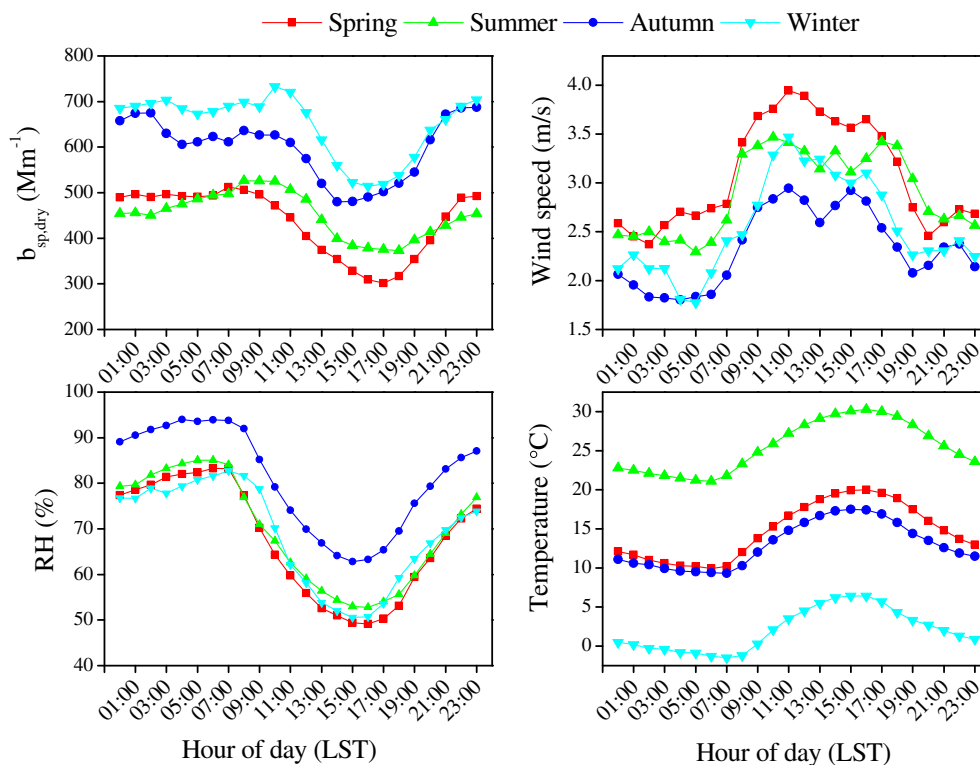 Spring Summer Autumn Winter
800
700
600
500
400
300
200
b_sp,dry (Mm⁻¹)
01:00 03:00 05:00 07:00 09:00 11:00 13:00 15:00 17:00 19:00 21:00 23:00
4.0
3.5
3.0
2.5
2.0
1.5
Wind speed (m/s)
01:00 03:00 05:00 07:00 09:00 11:00 13:00 15:00 17:00 19:00 21:00 23:00
100
90
80
70
60
50
40
RH (%)
01:00 03:00 05:00 07:00 09:00 11:00 13:00 15:00 17:00 19:00 21:00 23:00
Hour of day (LST)
30
20
10
0
Temperature (°C)
01:00 03:00 05:00 07:00 09:00 11:00 13:00 15:00 17:00 19:00 21:00 23:00
Hour of day (LST)